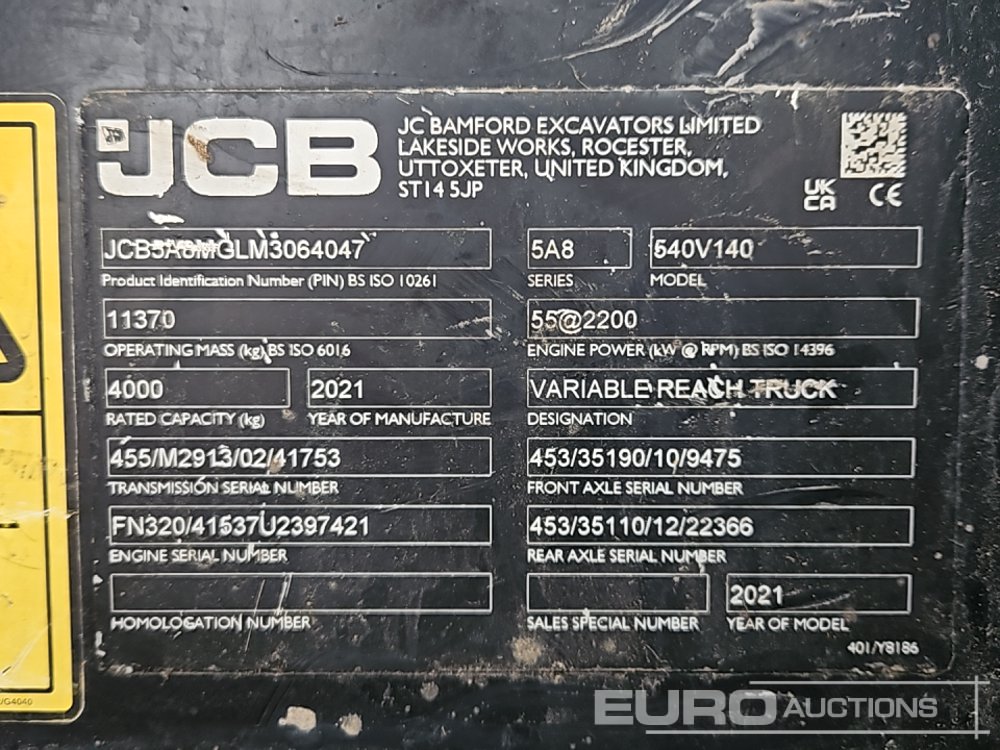 JCB
JC BAMFORD EXCAVATORS LIMITED
LAKESIDE WORKS, ROCESTER,
UTTOXETER, UNITED KINGDOM,
ST14 5JP
UK
CA CE
JCB5A8MGLM3064047 5A8 540V140
Product Identification Number (PIN) BS ISO 10261 SERIES MODEL
11370 55@2200
OPERATING MASS (kg) BS ISO 6016 ENGINE POWER (kW @ RPM) BS ISO 14396
4000 2021 VARIABLE REACH TRUCK
RATED CAPACITY (kg) YEAR OF MANUFACTURE DESIGNATION
455/M2913/02/41753 453/35190/10/9475
TRANSMISSION SERIAL NUMBER FRONT AXLE SERIAL NUMBER
FN320/41537U2397421 453/35110/12/22366
ENGINE SERIAL NUMBER REAR AXLE SERIAL NUMBER
2021
HOMOLOGATION NUMBER SALES SPECIAL NUMBER YEAR OF MODEL
401/Y8186
/G4040
EURO AUCTIONS